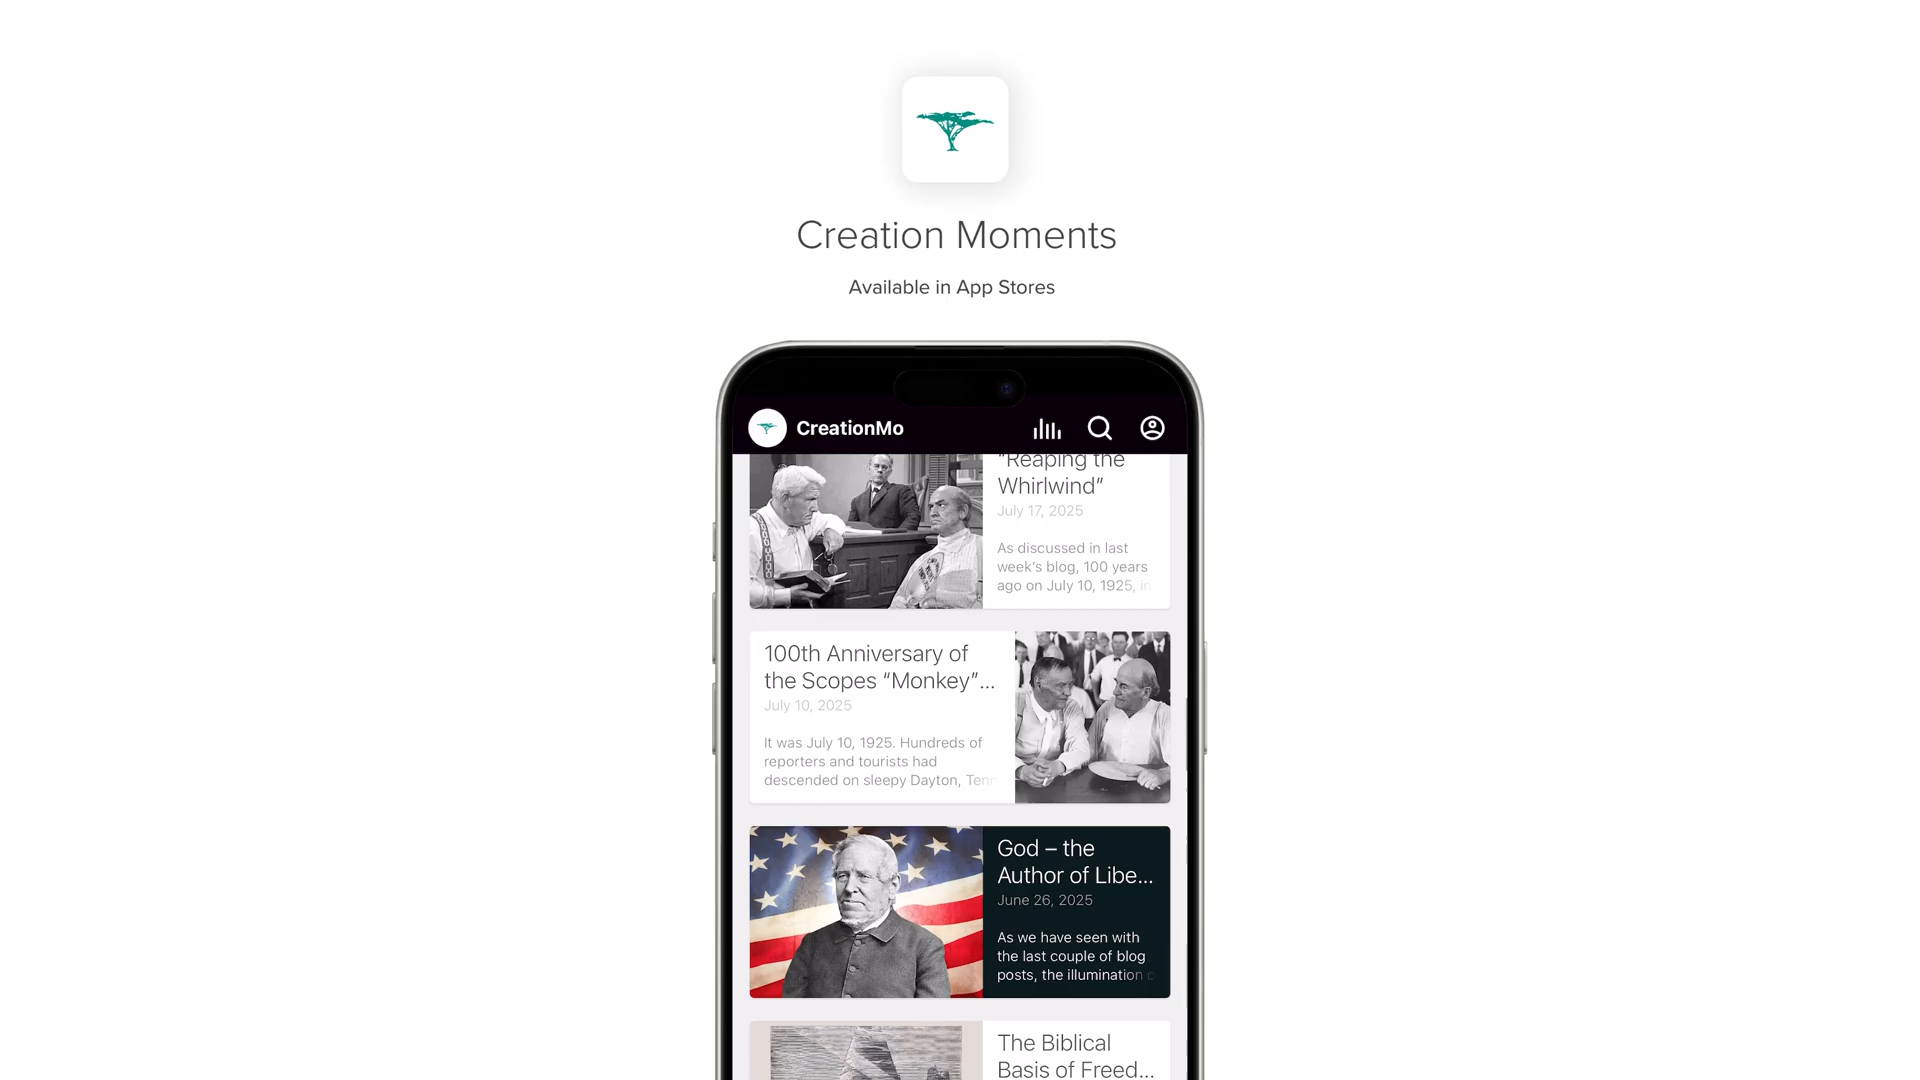 Creation Moments
Available in App Stores
CreationMo
"Reaping the
Whirlwind"
July 17, 2025
As discussed in last
week's blog, 100 years
ago on July 10, 1925, in
100th Anniversary of
the Scopes "Monkey"...
July 10, 2025
It was July 10, 1925. Hundreds of
reporters and tourists had
descended on sleepy Dayton, Tenn
God – the
Author of Libe...
June 26, 2025
As we have seen with
the last couple of blog
posts, the illumination o
The Biblical
Basis of Freed...